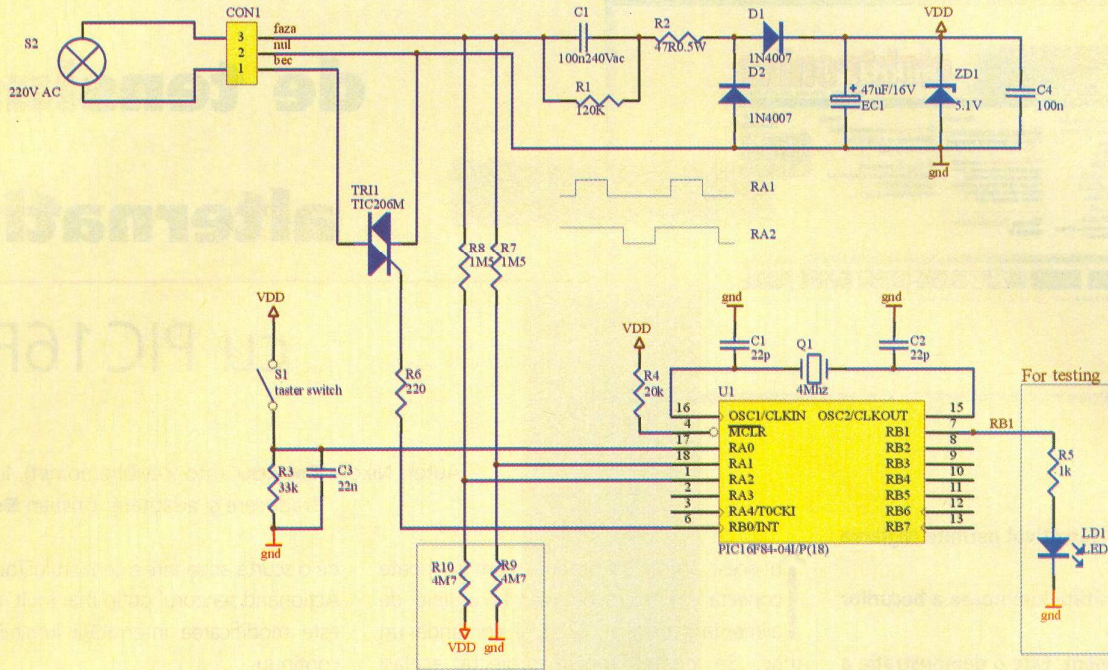 CON1
S2
220V AC
3
2
1
faza
nul
bec
C1
100n240Vac
R1
120K
R2
47R0.5W
D1
1N4007
D2
1N4007
VDD
+
47uF/16V
EC1
ZD1
5.1V
C4
100n
gnd
RA1
RA2
TRI1
TIC206M
R8
1M5
R7
1M5
de
alternati
cu PIC 16F
VDD
S1
taster switch
R3
33k
C3
22n
gnd
R6
220
VDD
R4
20k
gnd
C1
22p
Q1
4Mhz
gnd
C2
22p
U1
16
4
17
18
1
2
3
6
OSC1/CLKIN
MCLR
RA0
RA1
RA2
RA3
RA4/T0CKI
RB0/INT
OSC2/CLKOUT
RB1
RB2
RB3
RB4
RB5
RB6
RB7
15
7
8
9
10
11
12
13
PIC16F84-04I/P(18)
RB1
For testing
R5
1k
LD1
LED
gnd
R10
4M7
R9
4M7
VDD
gnd